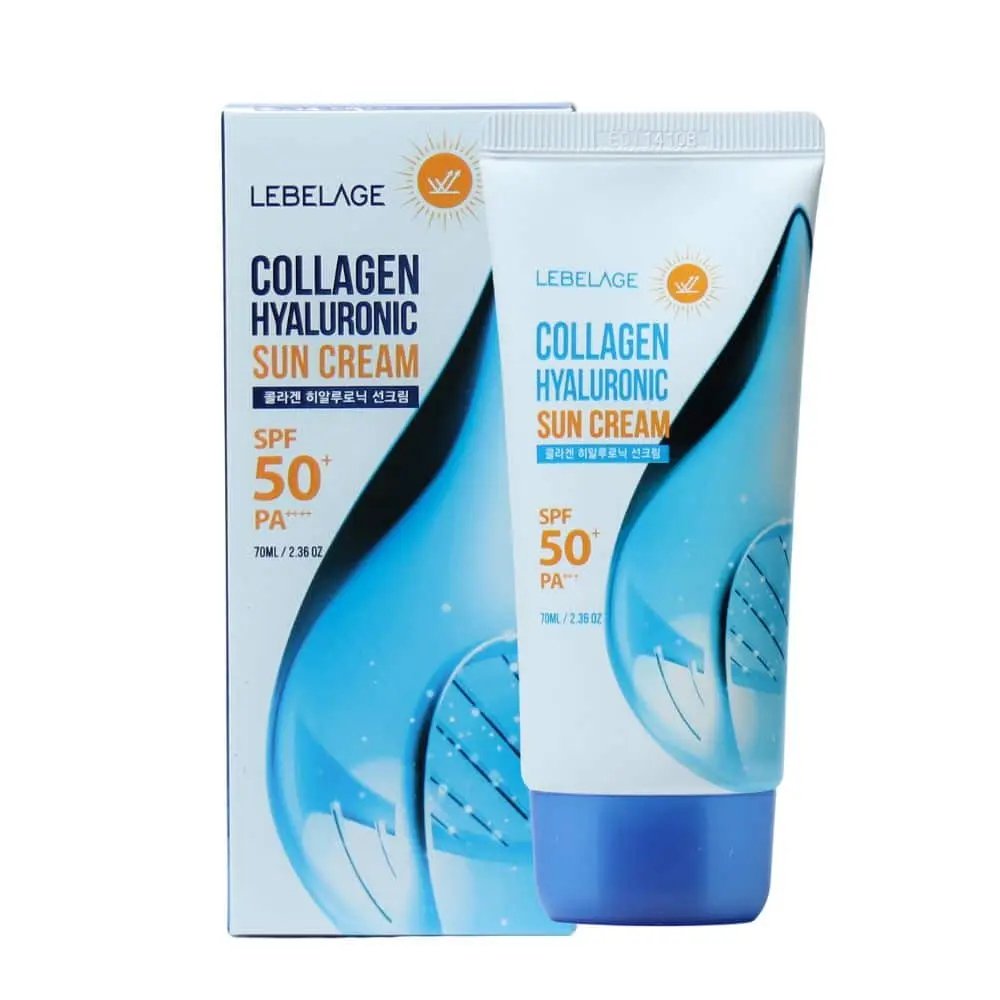 LEBELAGE
COLLAGEN
HYALURONIC
SUN CREAM
콜라겐 히알루로닉 선크림
SPF
50+
PA++++
70ML / 2.36 OZ
14108
LEBELAGE
COLLAGEN
HYALURONIC
SUN CREAM
콜라겐 히알루로닉 선크림
SPF
50+
PA+++
70ML / 2.36 OZ